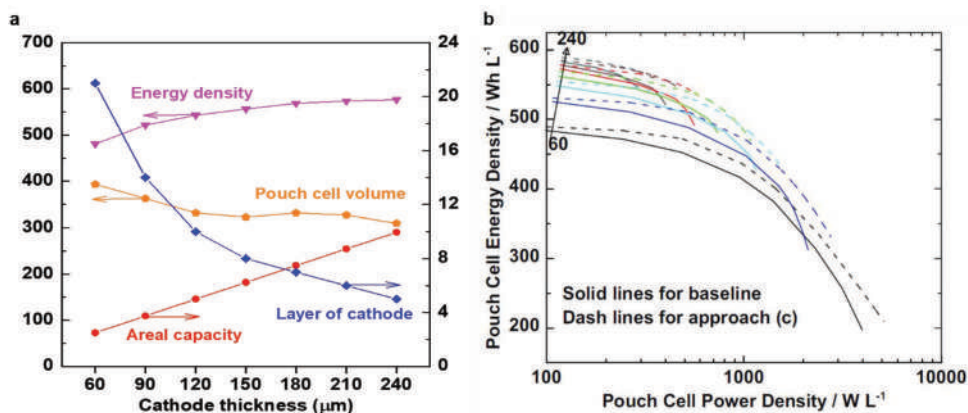 a
700
600
500
400
300
200
100
0
24
20
16
12
8
4
0
Energy density
Pouch cell volume
Layer of cathode
Areal capacity
60 90 120 150 180 210 240
Cathode thickness (μm)
b
Pouch Cell Energy Density / Wh L⁻¹
600
500
400
300
200
240
60
Solid lines for baseline
Dash lines for approach (c)
100 1000 10000
Pouch Cell Power Density / W L⁻¹